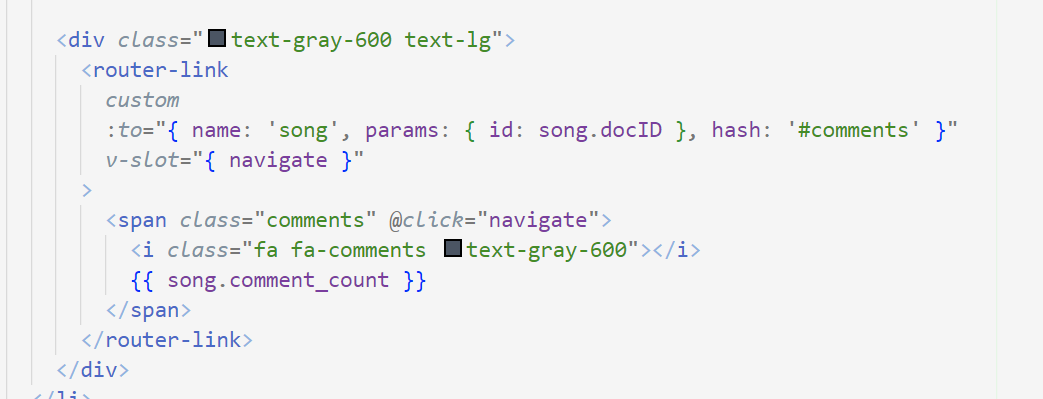 <div class="text-gray-600 text-lg">
<router-link
custom
:to="{ name: 'song', params: { id: song.docID }, hash: '#comments' }"
v-slot="{ navigate }"
>
<span class="comments" @click="navigate">
<i class="fa fa-comments text-gray-600"></i>
{{ song.comment_count }}
</span>
</router-link>
</div>
</li>